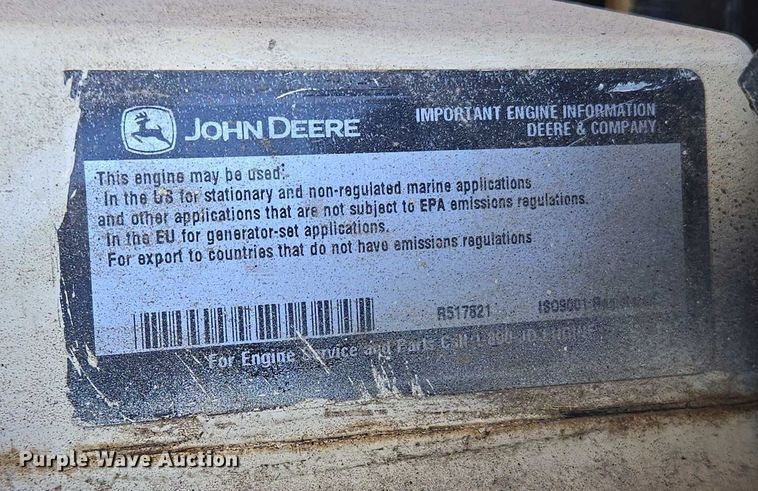 JOHN DEERE
IMPORTANT ENGINE INFORMATION
DEERE & COMPANY
This engine may be used:
· In the US for stationary and non-regulated marine applications
and other applications that are not subject to EPA emissions regulations.
· In the EU for generator-set applications.
· For export to countries that do not have emissions regulations
R517821 ISO9001
For Engine Service and Parts Call
Purple Wave Auction